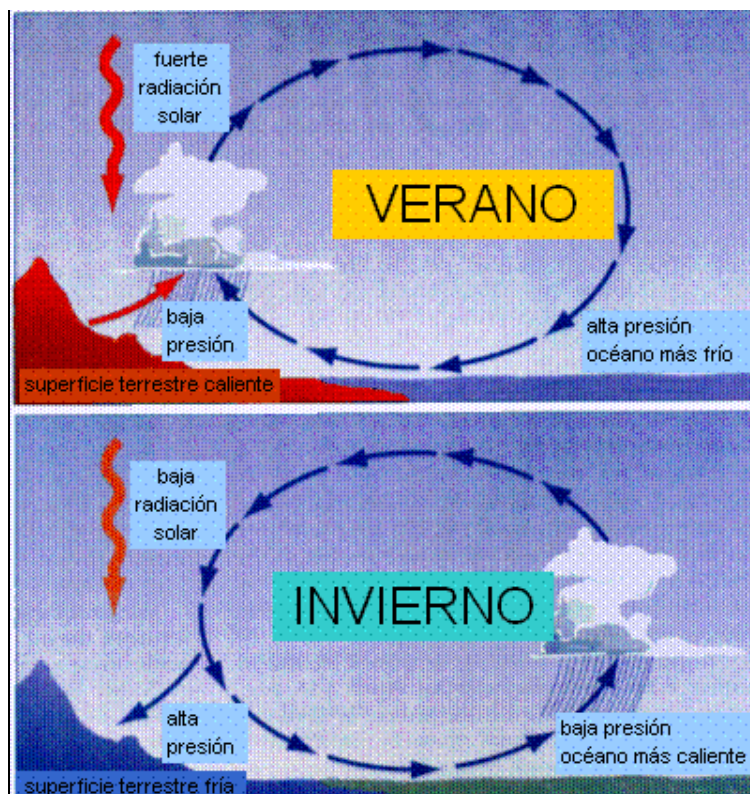 fuerte
radiación
solar
VERANO
baja
presión
alta presión
océano más frío
superficie terrestre caliente
baja
radiación
solar
INVIERNO
alta
presión
baja presión
océano más caliente
superficie terrestre fría